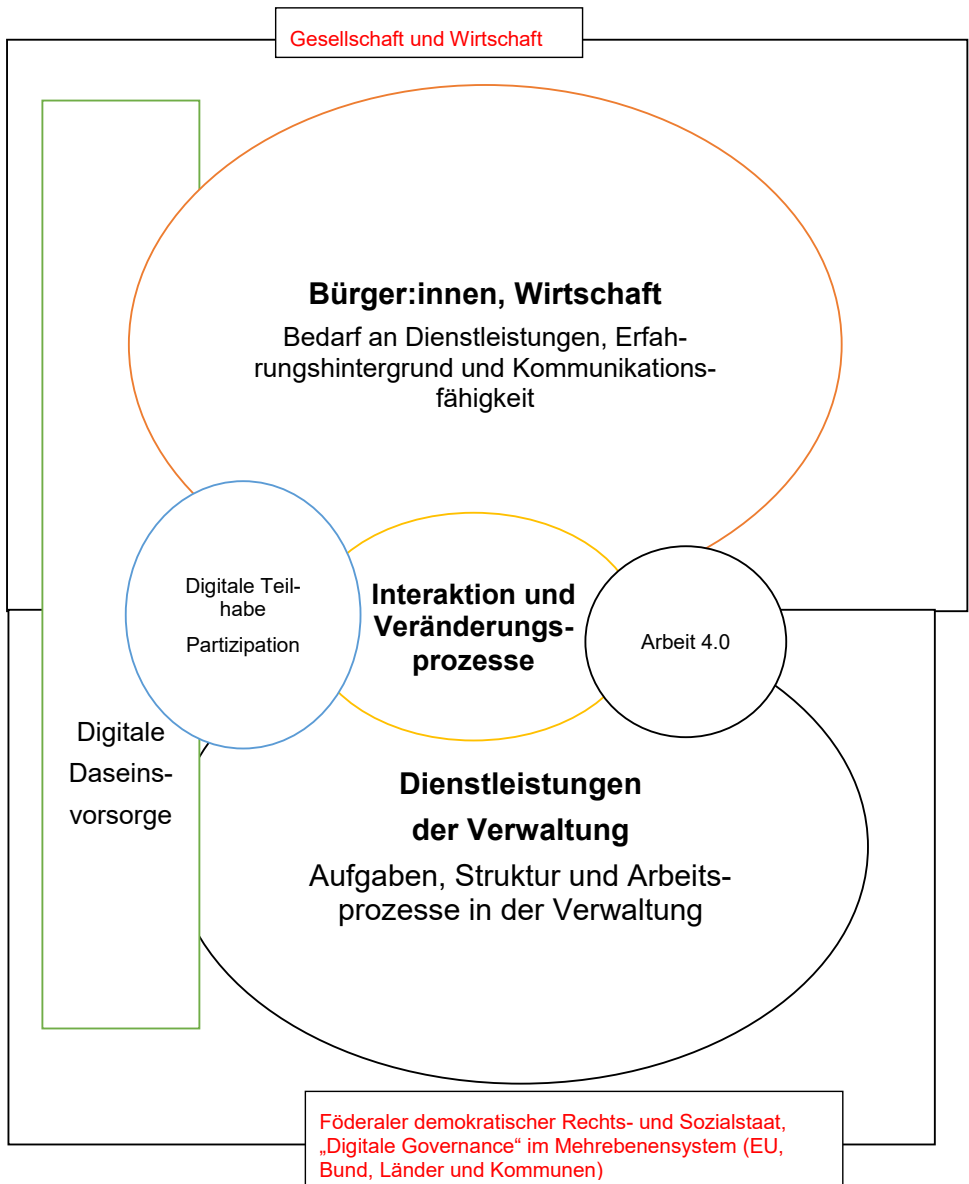 Gesellschaft und Wirtschaft
Bürger:innen, Wirtschaft
Bedarf an Dienstleistungen, Erfah-
rungshintergrund und Kommunikations-
fähigkeit
Digitale Teil-
habe
Partizipation
Interaktion und
Veränderungs-
prozesse
Arbeit 4.0
Digitale
Daseins-
vorsorge
Dienstleistungen
der Verwaltung
Aufgaben, Struktur und Arbeits-
prozesse in der Verwaltung
Föderaler demokratischer Rechts- und Sozialstaat,
„Digitale Governance“ im Mehrebenensystem (EU,
Bund, Länder und Kommunen)